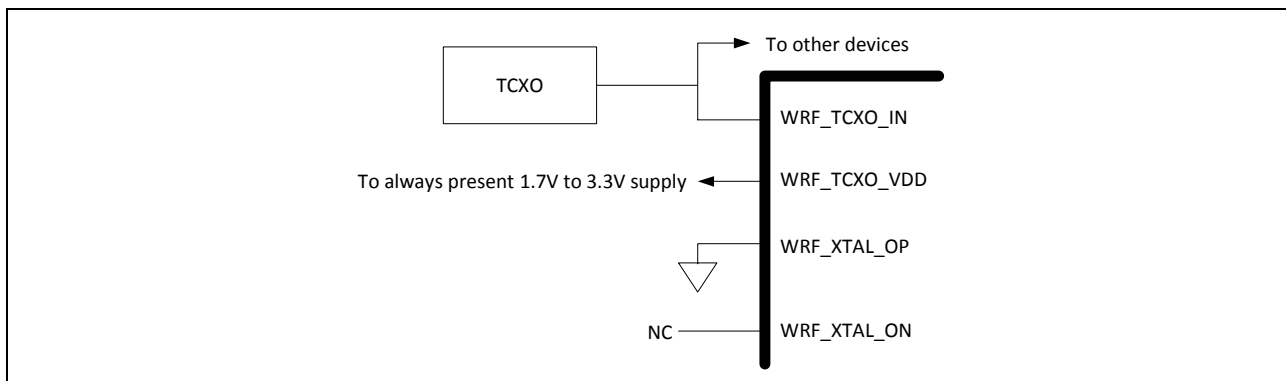 To other devices
TCXO
WRF_TCXO_IN
To always present 1.7V to 3.3V supply
WRF_TCXO_VDD
WRF_XTAL_OP
NC
WRF_XTAL_ON